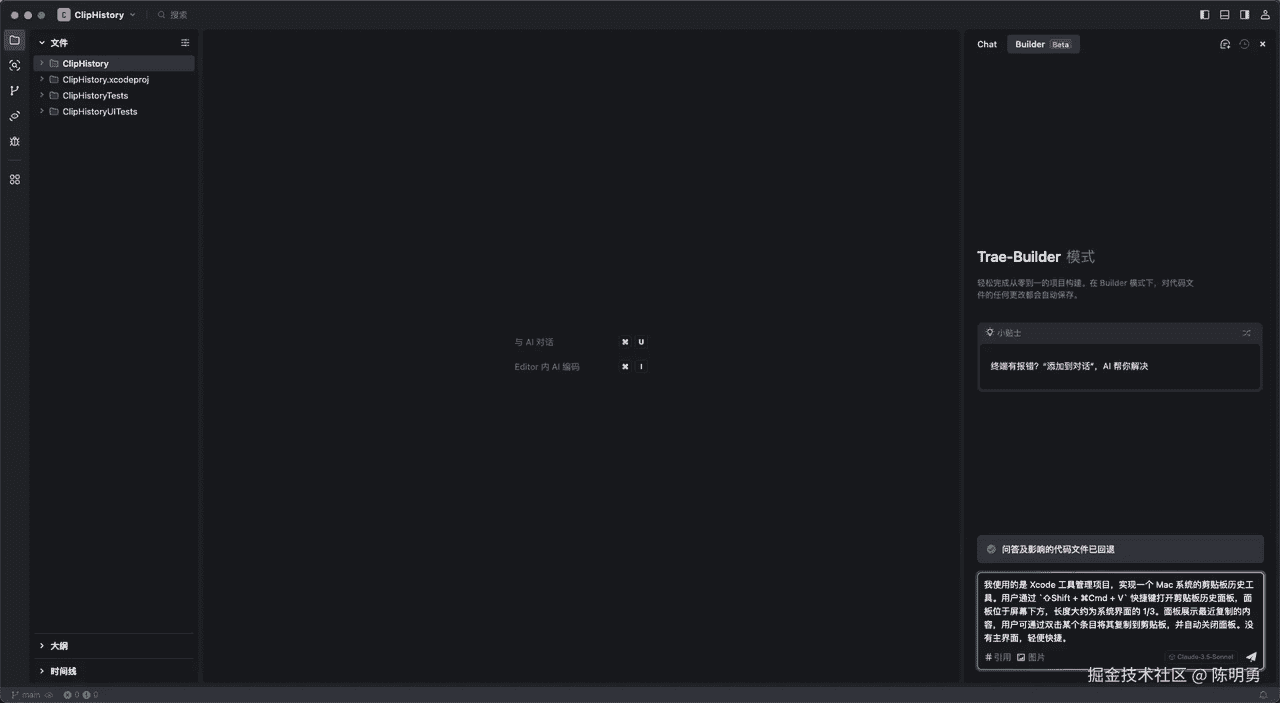 C ClipHistory
搜索
文件
ClipHistory
ClipHistory.xcodeproj
ClipHistoryTests
ClipHistoryUITests
大纲
时间线
与 AI 对话 ⌘ U
Editor 内 AI 编码 ⌘ I
Chat Builder Beta
Trae-Builder 模式
轻松完成从零到一的项目构建。在 Builder 模式下，对代码文
件的任何更改都会自动保存。
小贴士
终端有报错？“添加到对话”，AI 帮你解决
问答及影响的代码文件已回退
我使用的是 Xcode 工具管理项目，实现一个 Mac 系统的剪贴板历史工
具。用户通过 `⇧Shift + ⌘Cmd + V` 快捷键打开剪贴板历史面板，面
板位于屏幕下方，长度大约为系统界面的 1/3。面板展示最近复制的内
容，用户可通过双击某个条目将其复制到剪贴板，并自动关闭面板。没
有主界面，轻便快捷。
# 引用 图片 Claude-3.5-Sonnet
掘金技术社区 @ 陈明勇
main 0 0